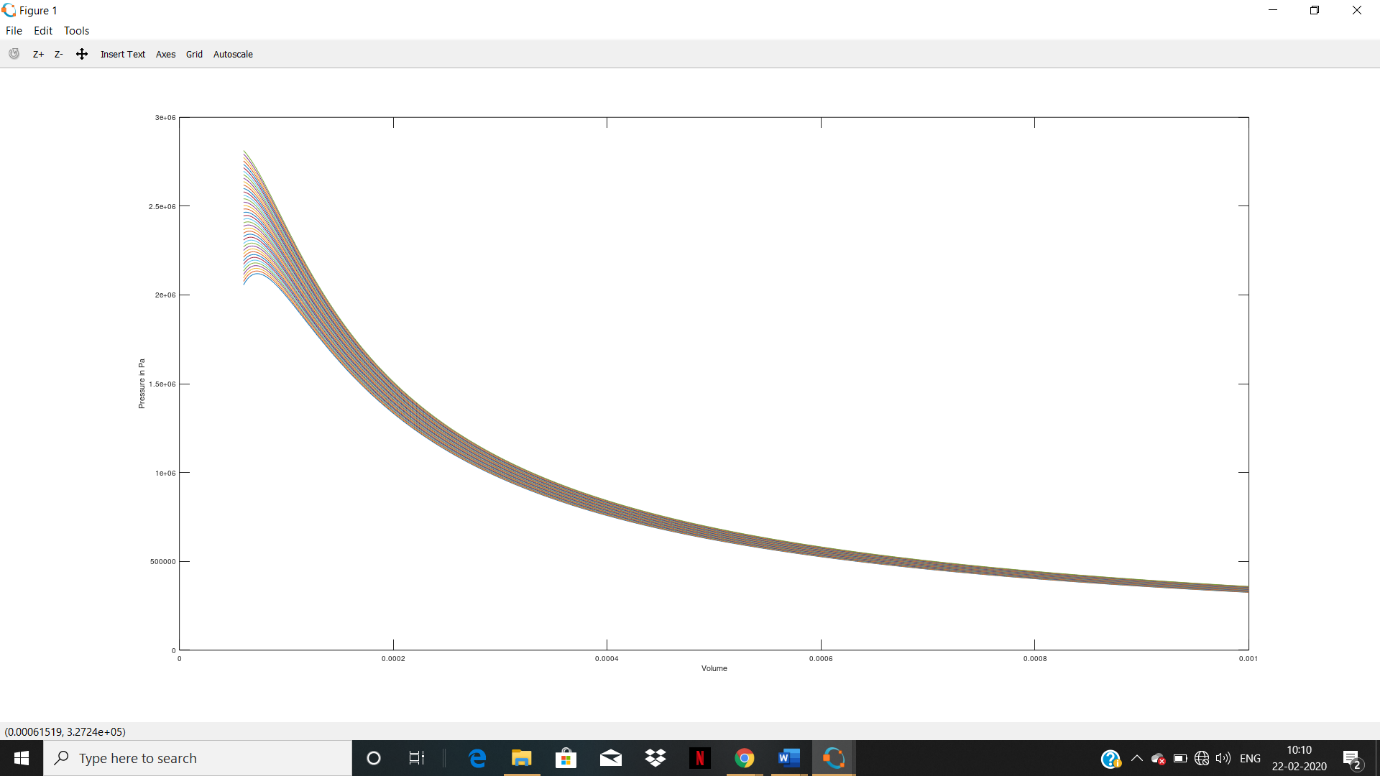 Figure 1
File Edit Tools
Z+ Z- Insert Text Axes Grid Autoscale
3e+06
2.5e+06
2e+06
1.5e+06
1e+06
500000
0
Pressure in Pa
0 0.0002 0.0004 0.0006 0.0008 0.001
Volume
(0.00061519, 3.2724e+05)
Type here to search
N
W
ENG
10:10
22-02-2020
2